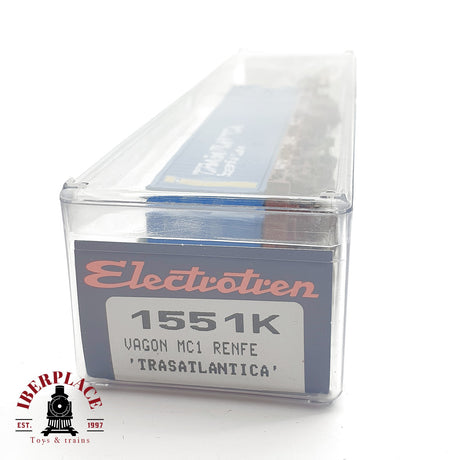 Electrotren
1551K
VAGON MC1 RENFE
'TRASATLANTICA'
IBERPLACE
EST. 1997
Toys & trains